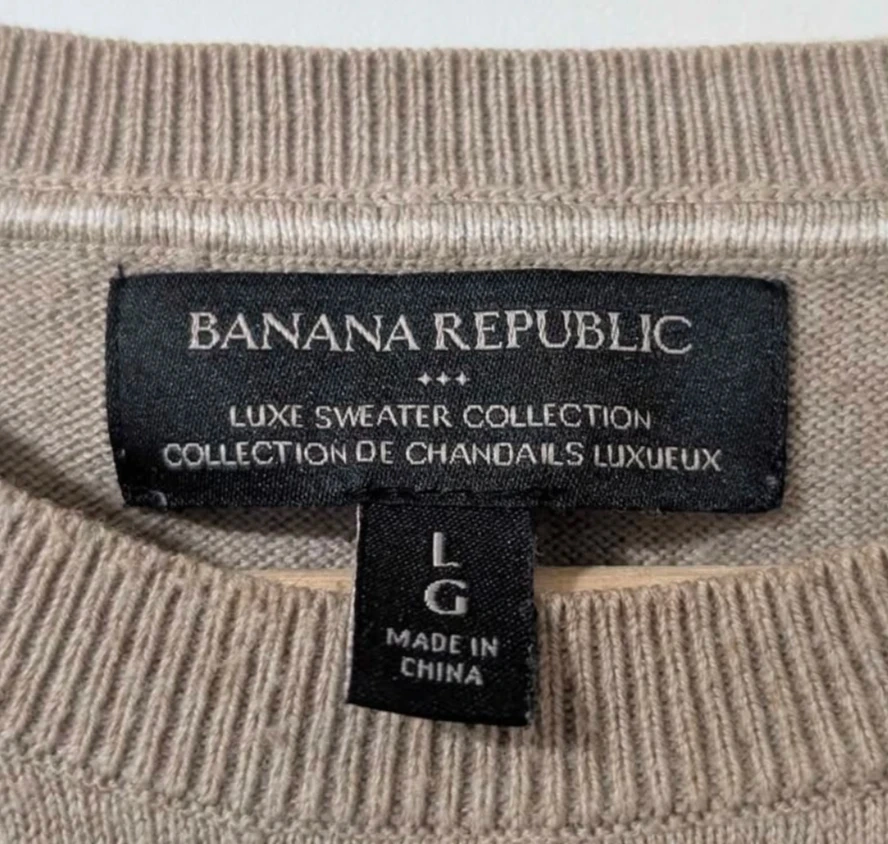 BANANA REPUBLIC
LUXE SWEATER COLLECTION
COLLECTION DE CHANDAILS LUXUEUX
L
G
MADE IN
CHINA